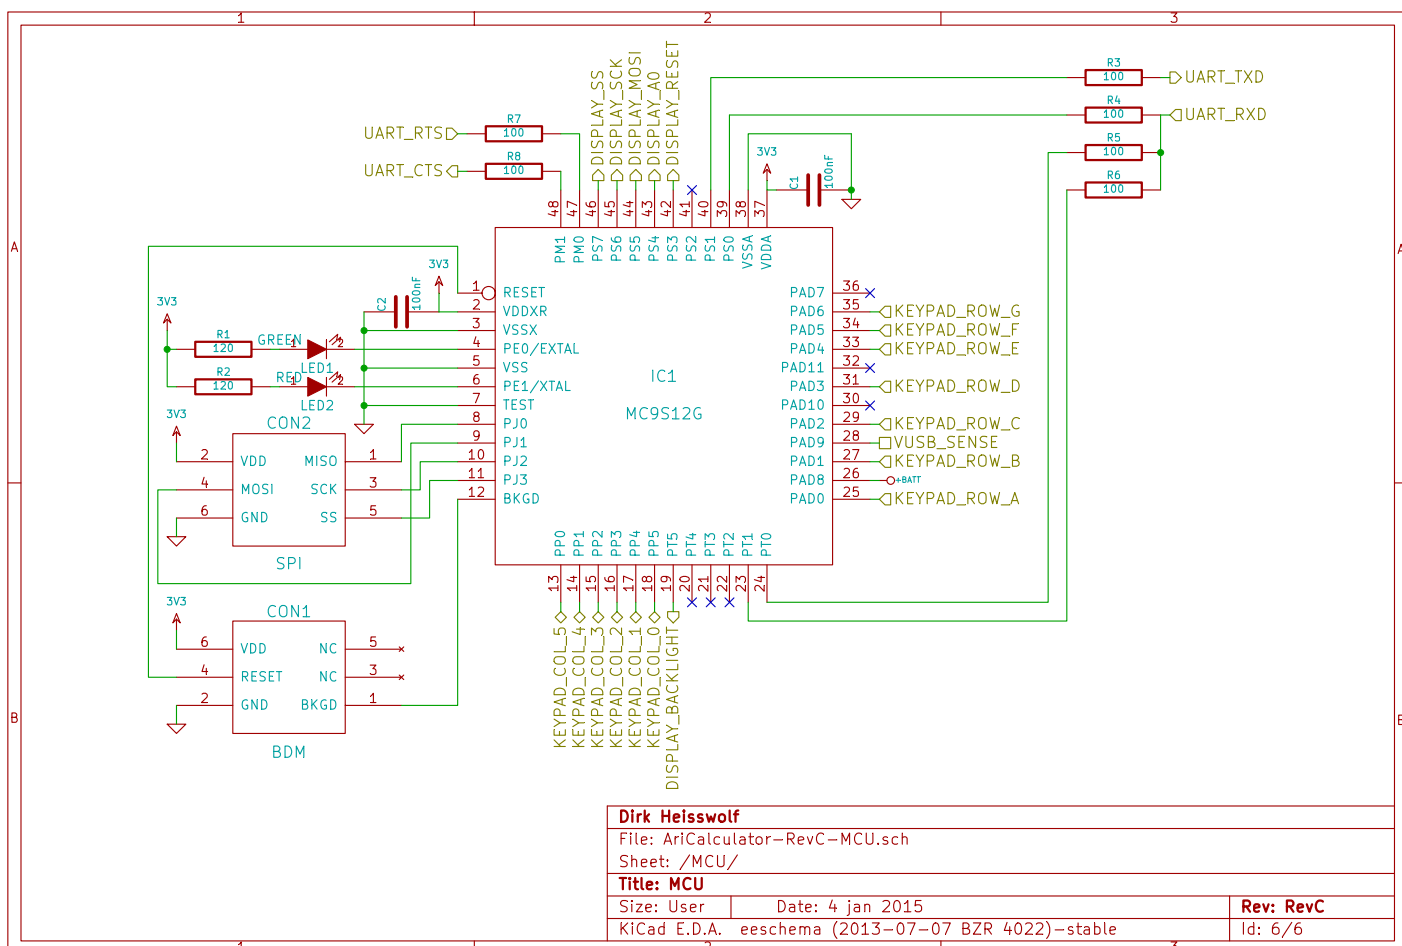 1 2 3
A A
B B
UART_RTS R7 100
UART_CTS R8 100
DISPLAY_SS
DISPLAY_SCK
DISPLAY_MOSI
DISPLAY_A0
DISPLAY_RESET
R3 100 UART_TXD
R4 100 UART_RXD
R5 100
R6 100
3V3
C1 100nF
48 47 46 45 44 43 42 41 40 39 38 37
PM1 PM0 PS7 PS6 PS5 PS4 PS3 PS2 PS1 PS0 VSSA VDDA
3V3
C2 100nF
3V3
R1 120 GREEN 1 2 LED1
R2 120 RED 1 2 LED2
1 RESET
2 VDDXR
3 VSSX
4 PE0/EXTAL
5 VSS
6 PE1/XTAL
7 TEST
8 PJ0
9 PJ1
10 PJ2
11 PJ3
12 BKGD
IC1
MC9S12G
PAD7 36
PAD6 35 KEYPAD_ROW_G
PAD5 34 KEYPAD_ROW_F
PAD4 33 KEYPAD_ROW_E
PAD11 32
PAD3 31 KEYPAD_ROW_D
PAD10 30
PAD2 29 KEYPAD_ROW_C
PAD9 28 VUSB_SENSE
PAD1 27 KEYPAD_ROW_B
PAD8 26 +BATT
PAD0 25 KEYPAD_ROW_A
PP0 PP1 PP2 PP3 PP4 PP5 PT5 PT4 PT3 PT2 PT1 PT0
13 14 15 16 17 18 19 20 21 22 23 24
KEYPAD_COL_5
KEYPAD_COL_4
KEYPAD_COL_3
KEYPAD_COL_2
KEYPAD_COL_1
KEYPAD_COL_0
DISPLAY_BACKLIGHT
3V3
CON2
2 VDD MISO 1
4 MOSI SCK 3
6 GND SS 5
SPI
3V3
CON1
6 VDD NC 5
4 RESET NC 3
2 GND BKGD 1
BDM
Dirk Heisswolf
File: AriCalculator-RevC-MCU.sch
Sheet: /MCU/
Title: MCU
Size: User Date: 4 jan 2015 Rev: RevC
KiCad E.D.A. eeschema (2013-07-07 BZR 4022)-stable Id: 6/6
1 2 3